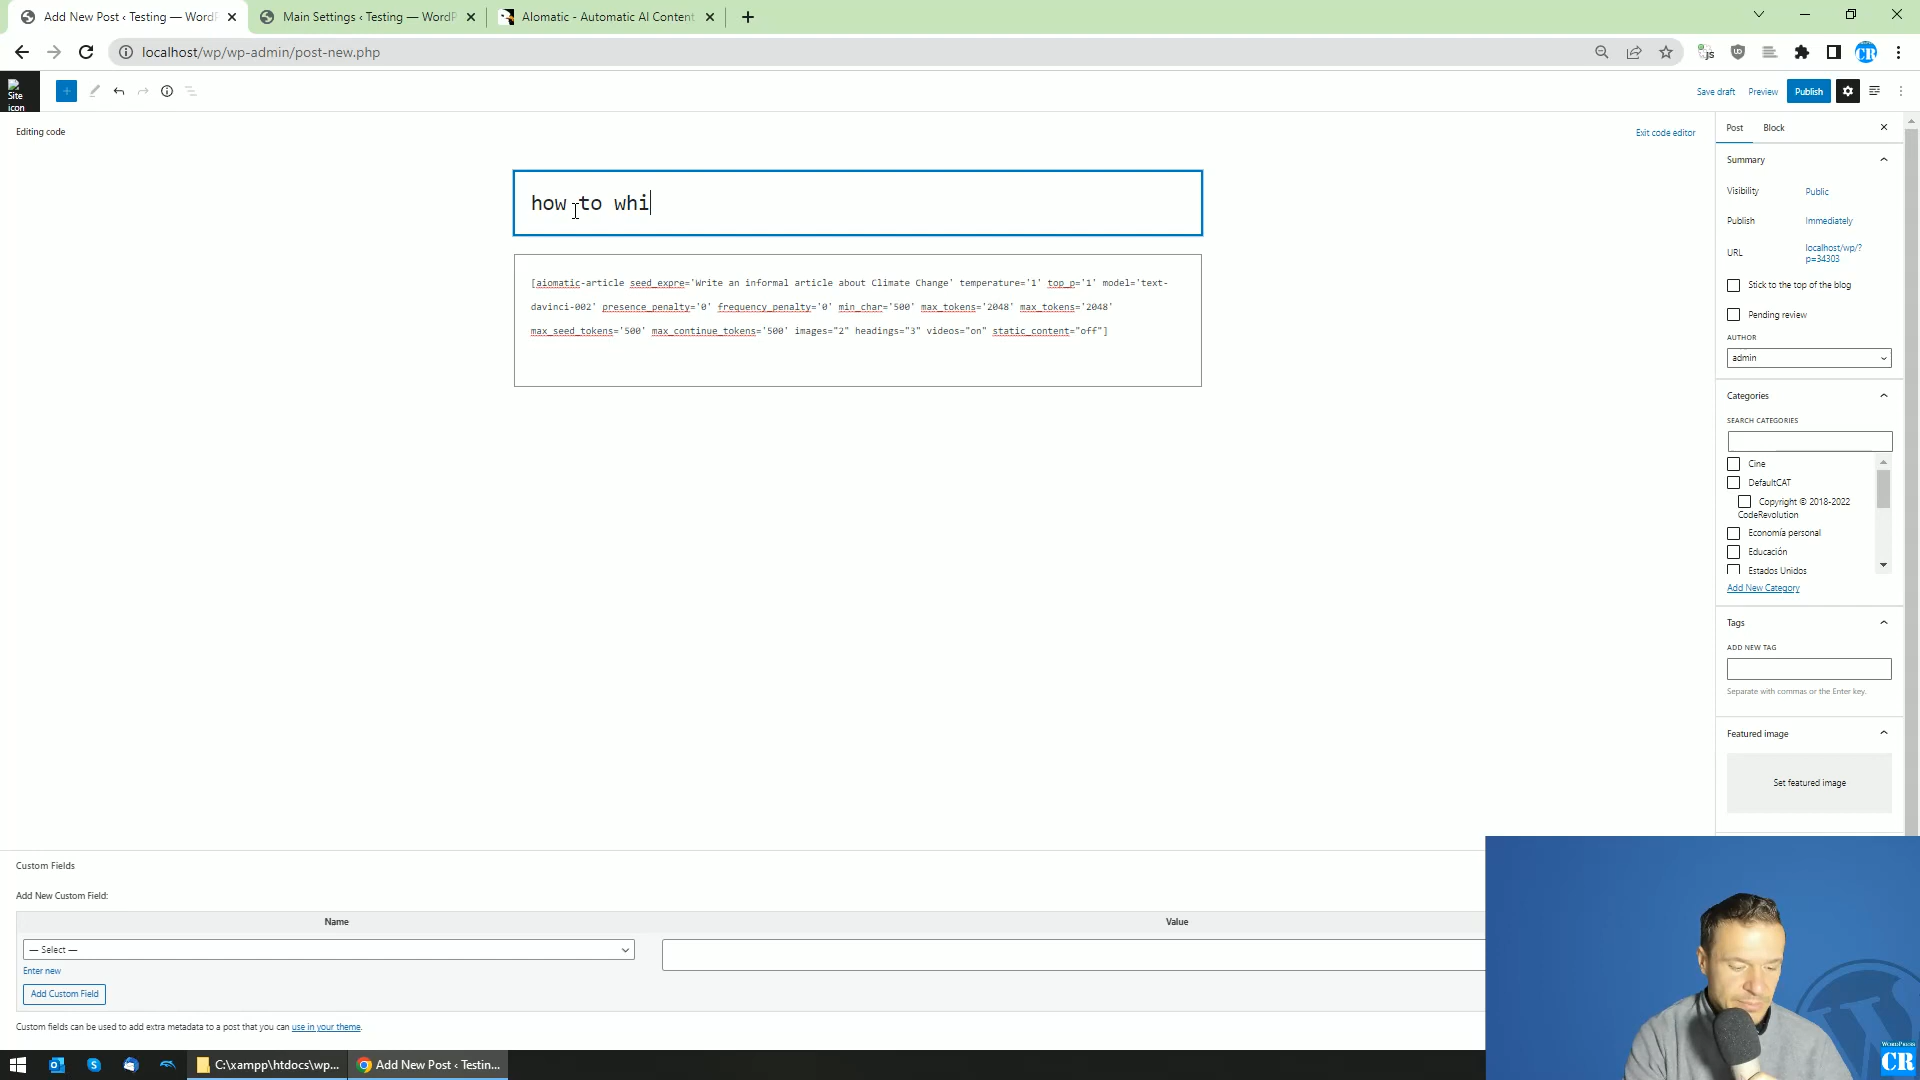 Add New Post ‹ Testing — WordP
Main Settings ‹ Testing — WordP
AIomatic - Automatic AI Content
localhost/wp/wp-admin/post-new.php
JS
CR
Site
icon
Save draft
Preview
Publish
Editing code
Exit code editor
how to whi
[aiomatic-article seed_expre='Write an informal article about Climate Change' temperature='1' top_p='1' model='text-
davinci-002' presence_penalty='0' frequency_penalty='0' min_char='500' max_tokens='2048' max_tokens='2048'
max_seed_tokens='500' max_continue_tokens='500' images="2" headings="3" videos="on" static_content="off"]
Post
Block
Summary
Visibility
Public
Publish
Immediately
URL
localhost/wp/?
p=34303
Stick to the top of the blog
Pending review
AUTHOR
admin
Categories
SEARCH CATEGORIES
Cine
DefaultCAT
Copyright © 2018-2022
CodeRevolution
Economía personal
Educación
Estados Unidos
Add New Category
Tags
ADD NEW TAG
Separate with commas or the Enter key.
Featured image
Set featured image
Custom Fields
Add New Custom Field:
Name
Value
— Select —
Enter new
Add Custom Field
Custom fields can be used to add extra metadata to a post that you can use in your theme.
C:\xampp\htdocs\wp...
Add New Post ‹ Testin...
WordPress
CR